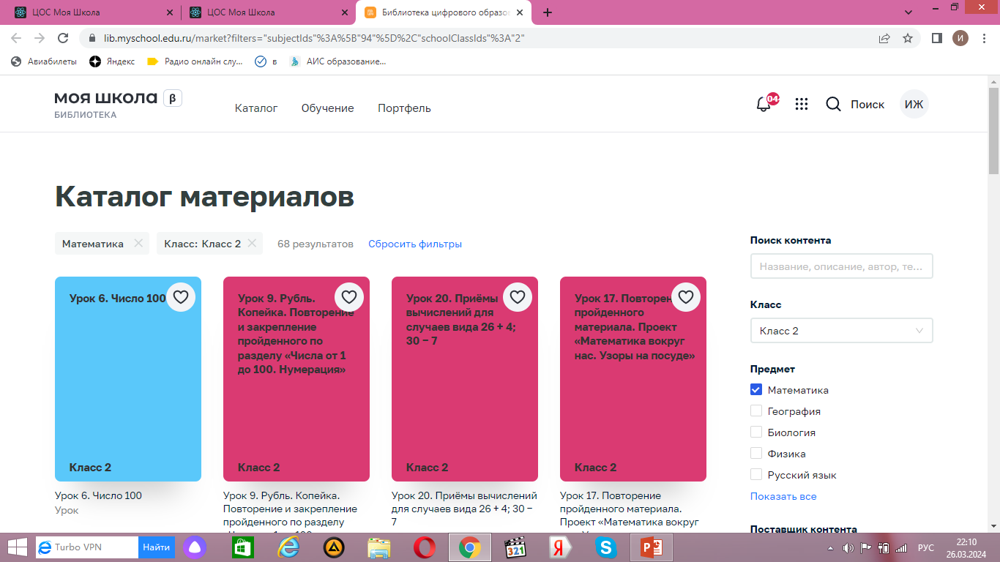 ЦОС Моя Школа
ЦОС Моя Школа
Библиотека цифрового образо
lib.myschool.edu.ru/market?filters="subjectIds"%3A%5B"94"%5D%2C"schoolClassIds"%3A"2"
И
Авиабилеты
Яндекс
Радио онлайн слу...
в
АИС образование...
моя школа β
БИБЛИОТЕКА
Каталог
Обучение
Портфель
04
Поиск
ИЖ
Каталог материалов
Математика
Класс: Класс 2
68 результатов
Сбросить фильтры
Урок 6. Число 100
Класс 2
Урок 6. Число 100
Урок
Урок 9. Рубль.
Копейка. Повторение
и закрепление
пройденного по
разделу «Числа от 1
до 100. Нумерация»
Класс 2
Урок 9. Рубль. Копейка.
Повторение и закрепление
пройденного по разделу
Урок 20. Приёмы
вычислений для
случаев вида 26 + 4;
30 − 7
Класс 2
Урок 20. Приёмы вычислений
для случаев вида 26 + 4; 30 −
7
Урок 17. Повторен
пройденного
материала. Проект
«Математика вокруг
нас. Узоры на посуде»
Класс 2
Урок 17. Повторение
пройденного материала.
Проект «Математика вокруг
Поиск контента
Название, описание, автор, те...
Класс
Класс 2
Предмет
Математика
География
Биология
Физика
Русский язык
Показать все
Поставщик контента
Turbo VPN
Найти
321
Я
РУС
22:10
26.03.2024